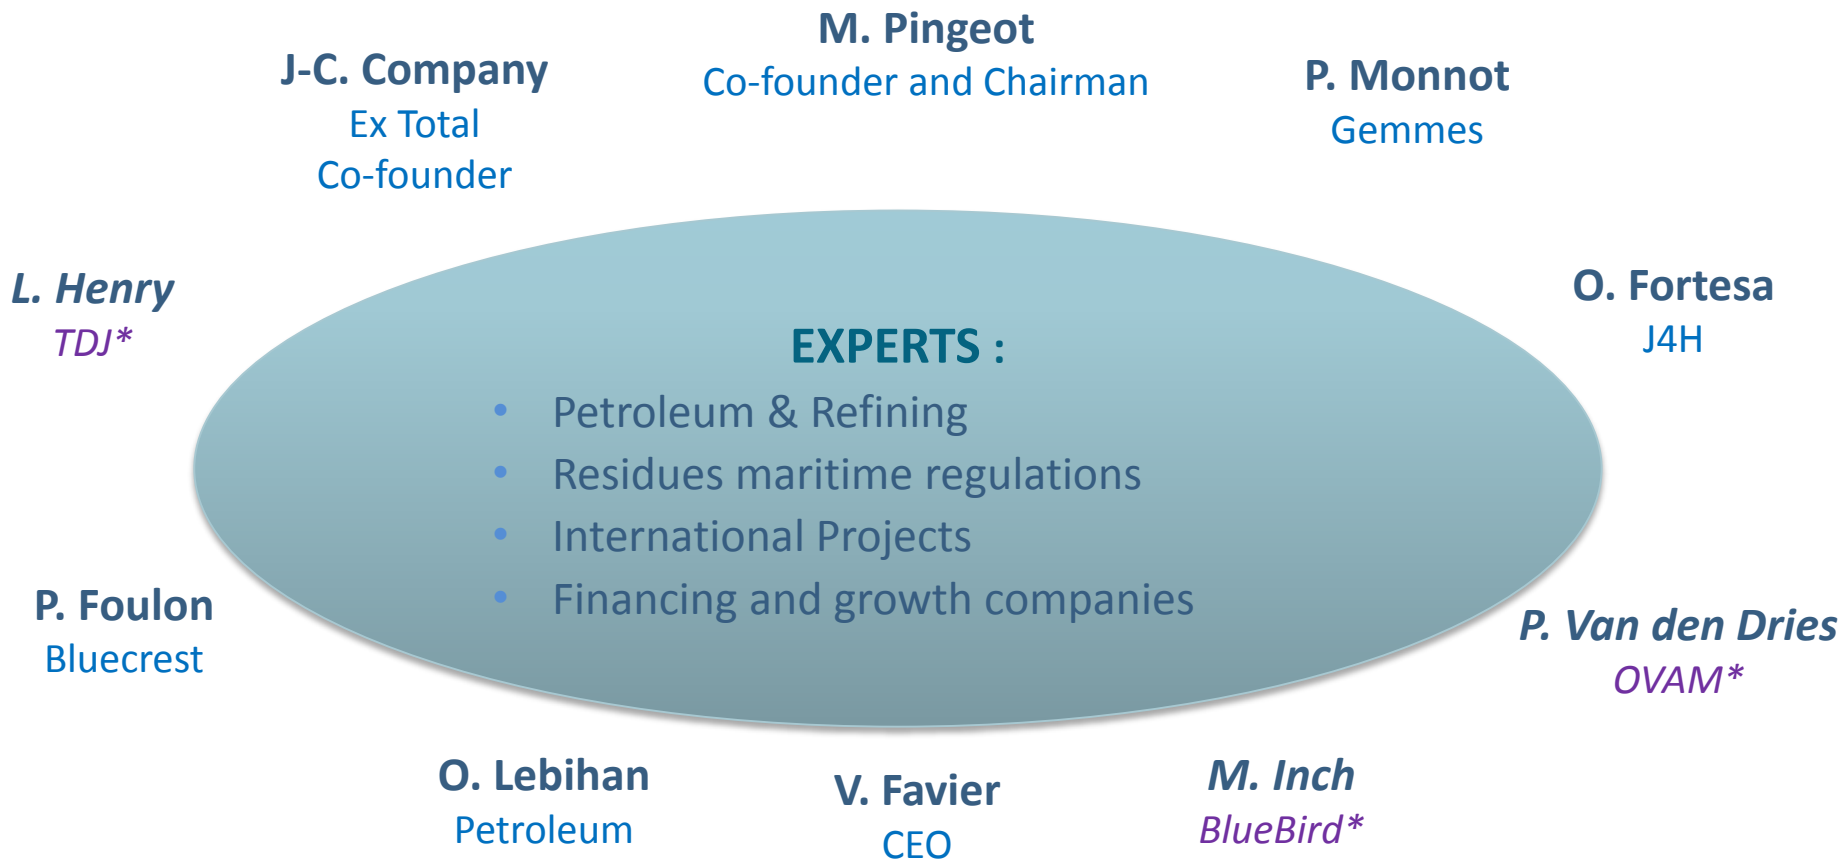 M. Pingeot
Co-founder and Chairman
J-C. Company
Ex Total
Co-founder
P. Monnot
Gemmes
L. Henry
TDJ*
O. Fortesa
J4H
EXPERTS :
• Petroleum & Refining
• Residues maritime regulations
• International Projects
• Financing and growth companies
P. Foulon
Bluecrest
P. Van den Dries
OVAM*
O. Lebihan
Petroleum
V. Favier
CEO
M. Inch
BlueBird*